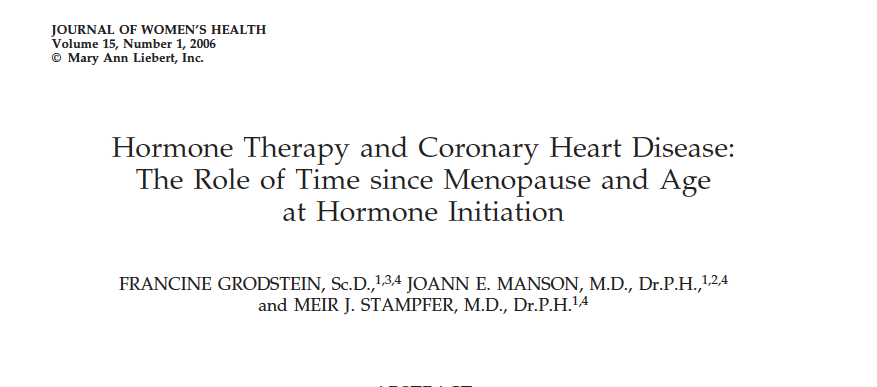 JOURNAL OF WOMEN’S HEALTH
Volume 15, Number 1, 2006
© Mary Ann Liebert, Inc.
Hormone Therapy and Coronary Heart Disease:
The Role of Time since Menopause and Age
at Hormone Initiation
FRANCINE GRODSTEIN, Sc.D.,1,3,4 JOANN E. MANSON, M.D., Dr.P.H.,1,2,4
and MEIR J. STAMPFER, M.D., Dr.P.H.1,4